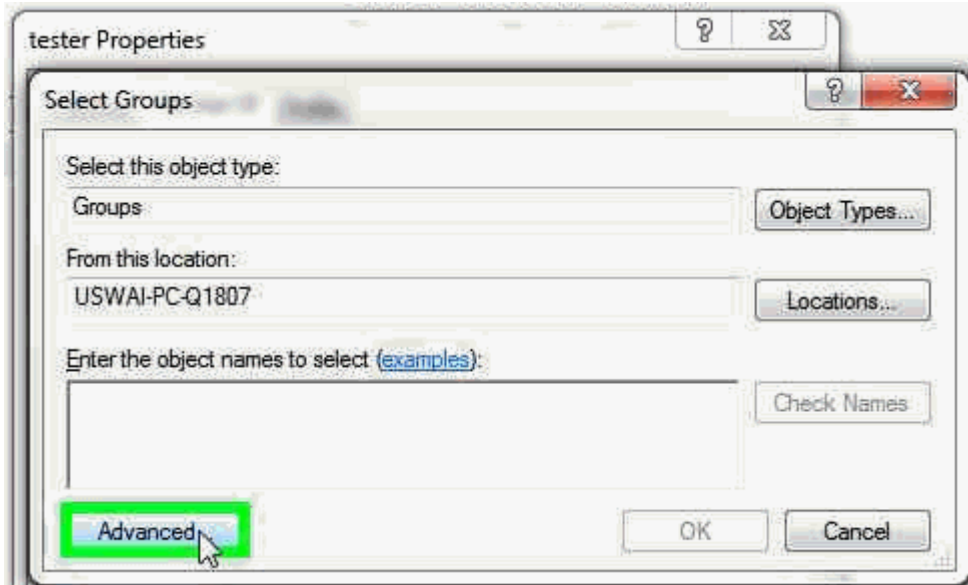 tester Properties
Select Groups
Select this object type:
Groups
Object Types...
From this location:
USWAI-PC-Q1807
Locations...
Enter the object names to select (examples):
Check Names
Advanced...
OK
Cancel